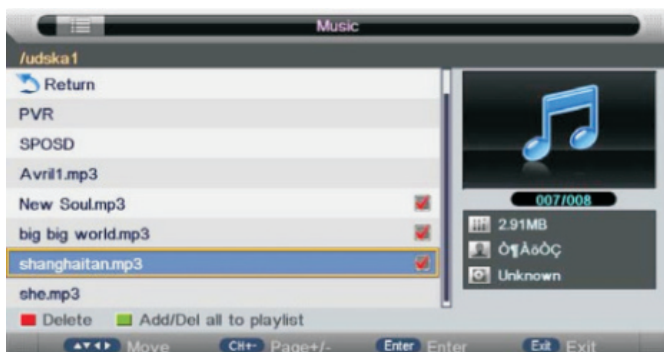 Music
/udska1
Return
PVR
SPOSD
Avril1.mp3
New Soul.mp3
big big world.mp3
shanghaitan.mp3
she.mp3
007/008
2.91MB
Ò¶ÀöÒÇ
Unknown
Delete Add/Del all to playlist
Move CH+- Page+/- Enter Enter Exit Exit